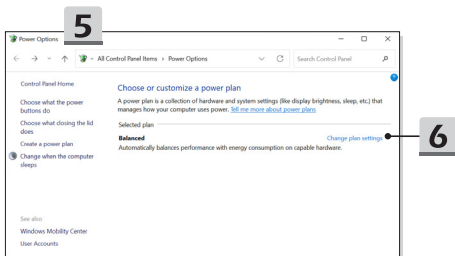 5
Power Options
All Control Panel Items › Power Options
Search Control Panel
Control Panel Home
Choose what the power
buttons do
Choose what closing the lid
does
Create a power plan
Change when the computer
sleeps
See also
Windows Mobility Center
User Accounts
Choose or customize a power plan
A power plan is a collection of hardware and system settings (like display brightness, sleep, etc.) that
manages how your computer uses power. Tell me more about power plans
Selected plan
Balanced
Change plan settings
Automatically balances performance with energy consumption on capable hardware.
6